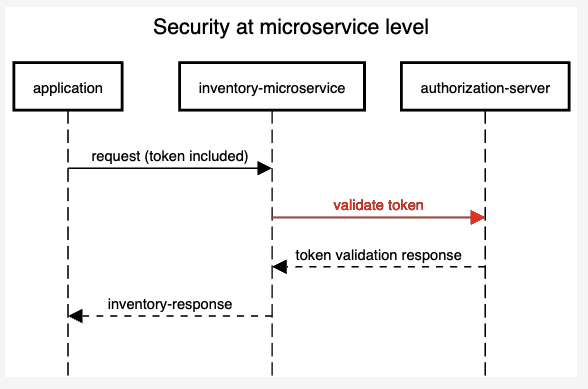 Security at microservice level
application
inventory-microservice
authorization-server
request (token included)
validate token
token validation response
inventory-response